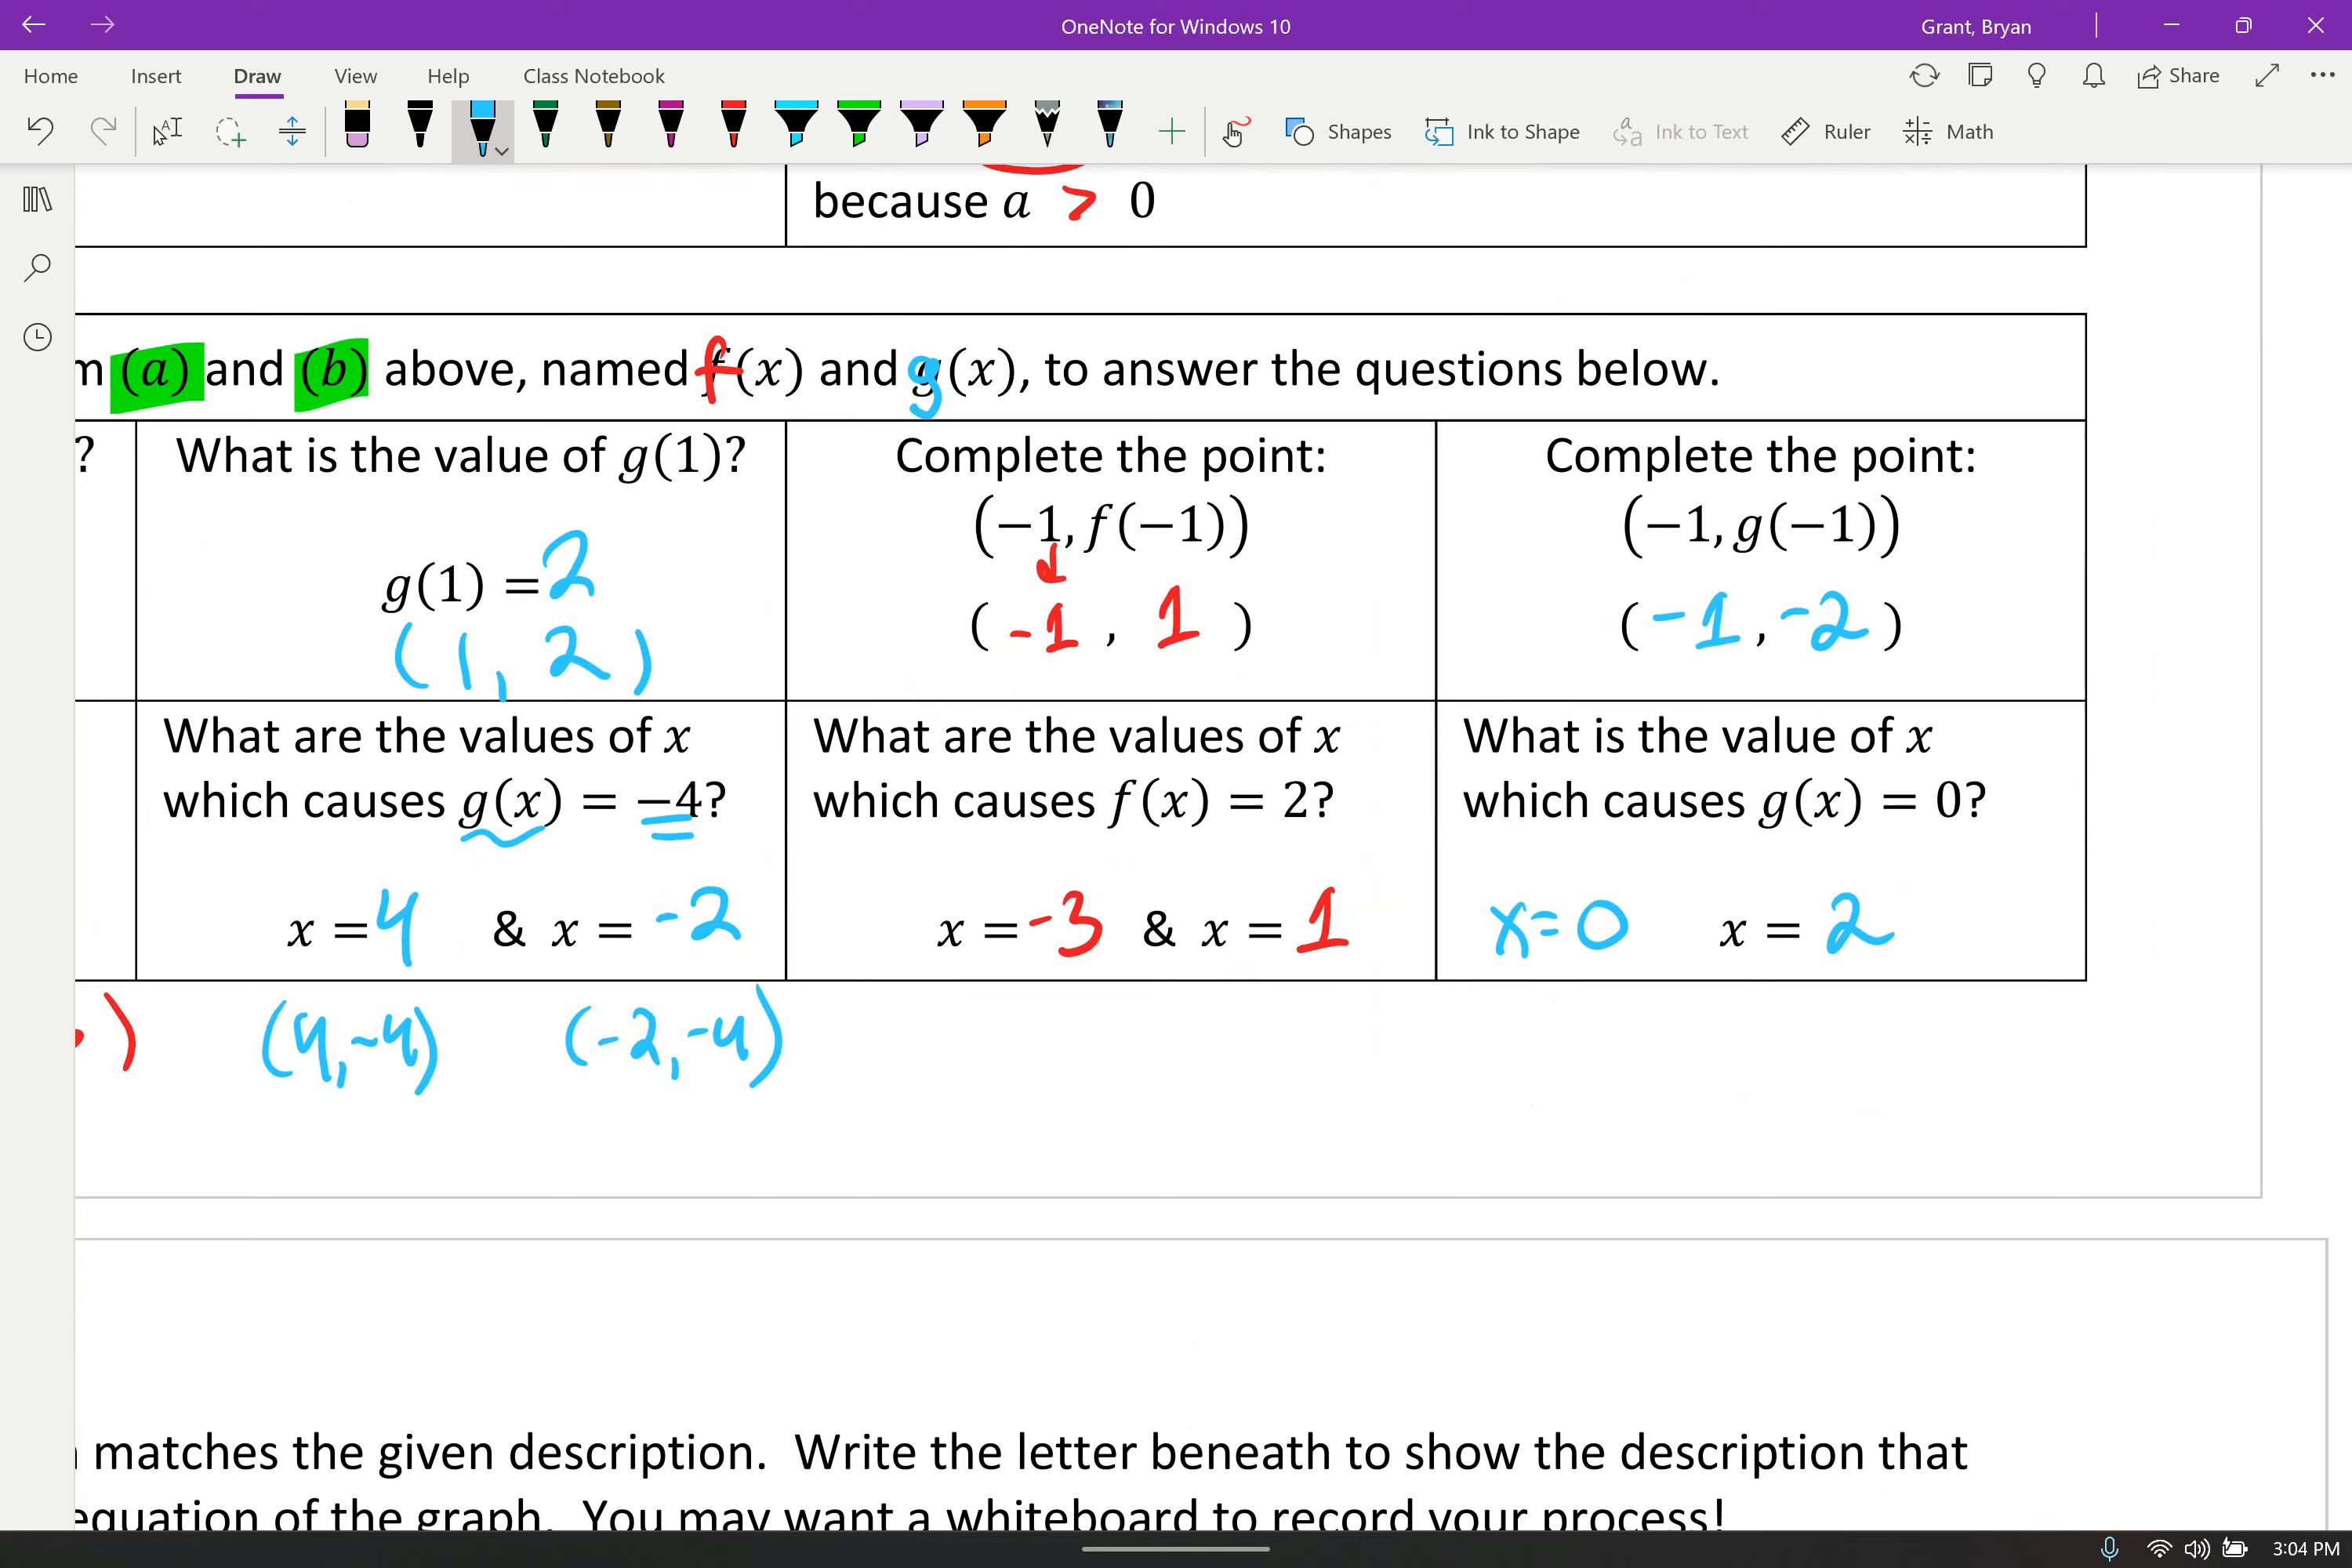 OneNote for Windows 10
Grant, Bryan
Home Insert Draw View Help Class Notebook Share
Shapes Ink to Shape Ink to Text Ruler Math
because a > 0
m (a) and (b) above, named f(x) and g(x), to answer the questions below.
?
What is the value of g(1)?
g(1) = 2
(1, 2)
Complete the point:
(−1, f(−1))
( -1 , 1 )
Complete the point:
(−1, g(−1))
( -1 , -2 )
What are the values of x
which causes g(x) = −4?
x = 4 & x = -2
What are the values of x
which causes f(x) = 2?
x = -3 & x = 1
What is the value of x
which causes g(x) = 0?
x=0 x = 2
) (4,-4) (-2,-4)
matches the given description. Write the letter beneath to show the description that
equation of the graph. You may want a whiteboard to record your process!
3:04 PM